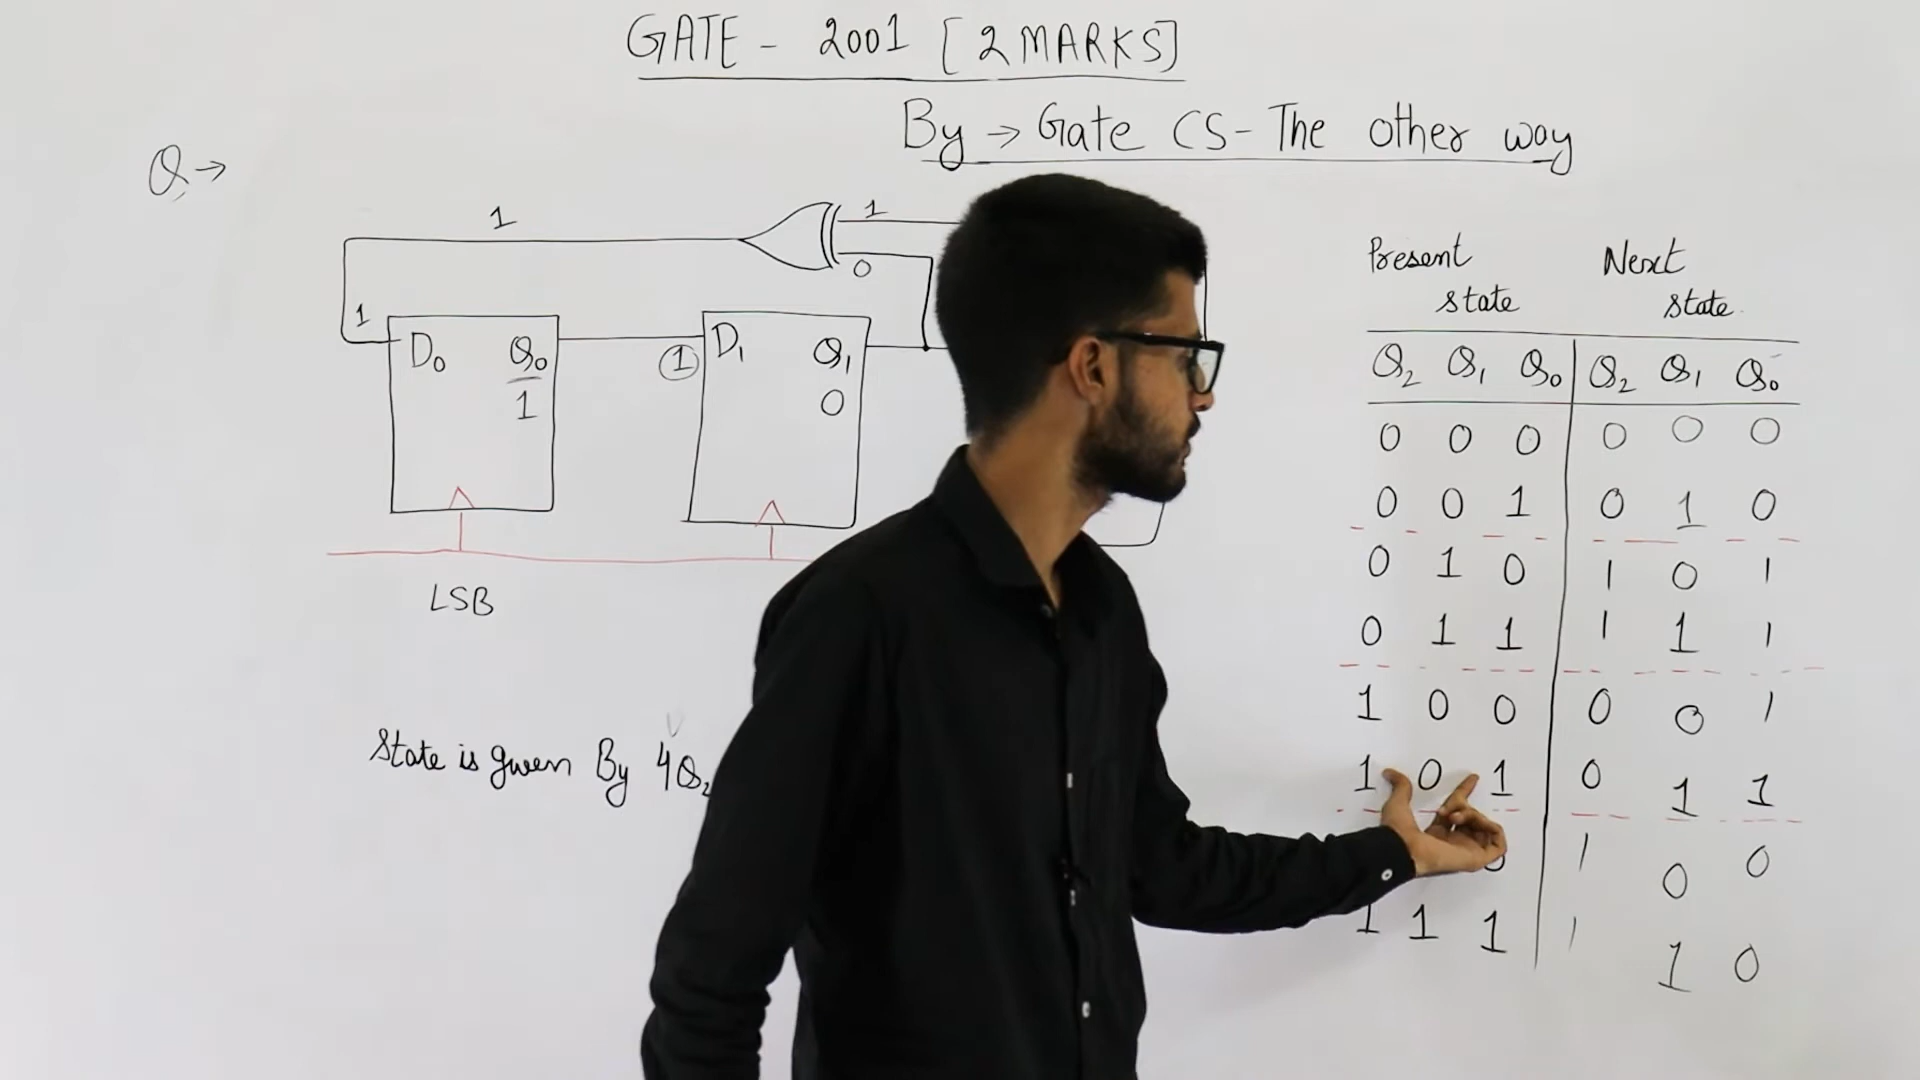 GATE - 2001 [2 MARKS]
By → Gate CS - The other way
Q →
1
1
0
1
D₀ Q₀
1
1
D₁ Q₁
0
LSB
State is given By 4Q₂
Present state
Next state
Q₂ Q₁ Q₀ Q₂ Q₁ Q₀
0 0 0 0 0 0
0 0 1 0 1 0
0 1 0 1 0 1
0 1 1 1 1 1
1 0 0 0 0 1
1 0 1 0 1 1
0 1 0 0
1 1 1 1 1 0